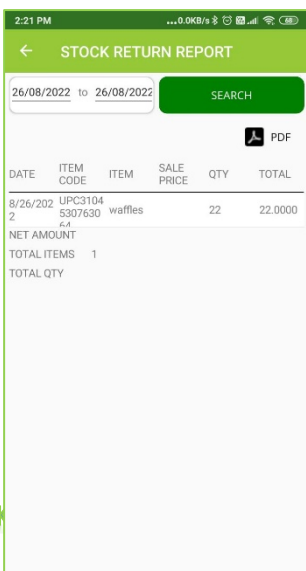 2:21 PM ...0.0KB/s 60
STOCK RETURN REPORT
26/08/2022 to 26/08/2022 SEARCH
PDF
DATE ITEM CODE ITEM SALE PRICE QTY TOTAL
8/26/2022 UPC3104530763064 waffles 22 22.0000
NET AMOUNT
TOTAL ITEMS 1
TOTAL QTY